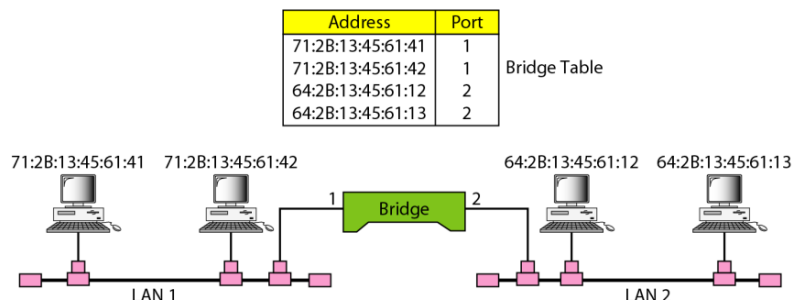 Address Port
71:2B:13:45:61:41 1
71:2B:13:45:61:42 1
64:2B:13:45:61:12 2
64:2B:13:45:61:13 2
Bridge Table
71:2B:13:45:61:41 71:2B:13:45:61:42 64:2B:13:45:61:12 64:2B:13:45:61:13
1 Bridge 2
LAN 1 LAN 2